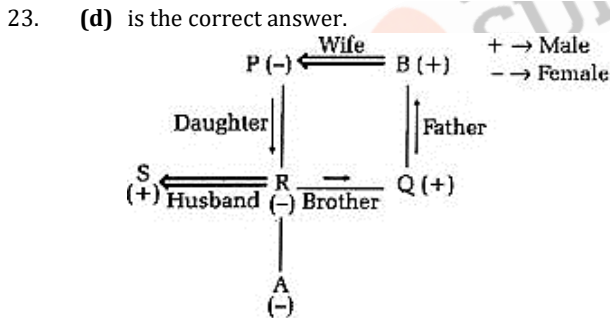 23. (d) is the correct answer.
Wife + → Male
P (–) B (+) – → Female
Daughter Father
S R Q (+)
(+) Husband (–) Brother
A
(–)